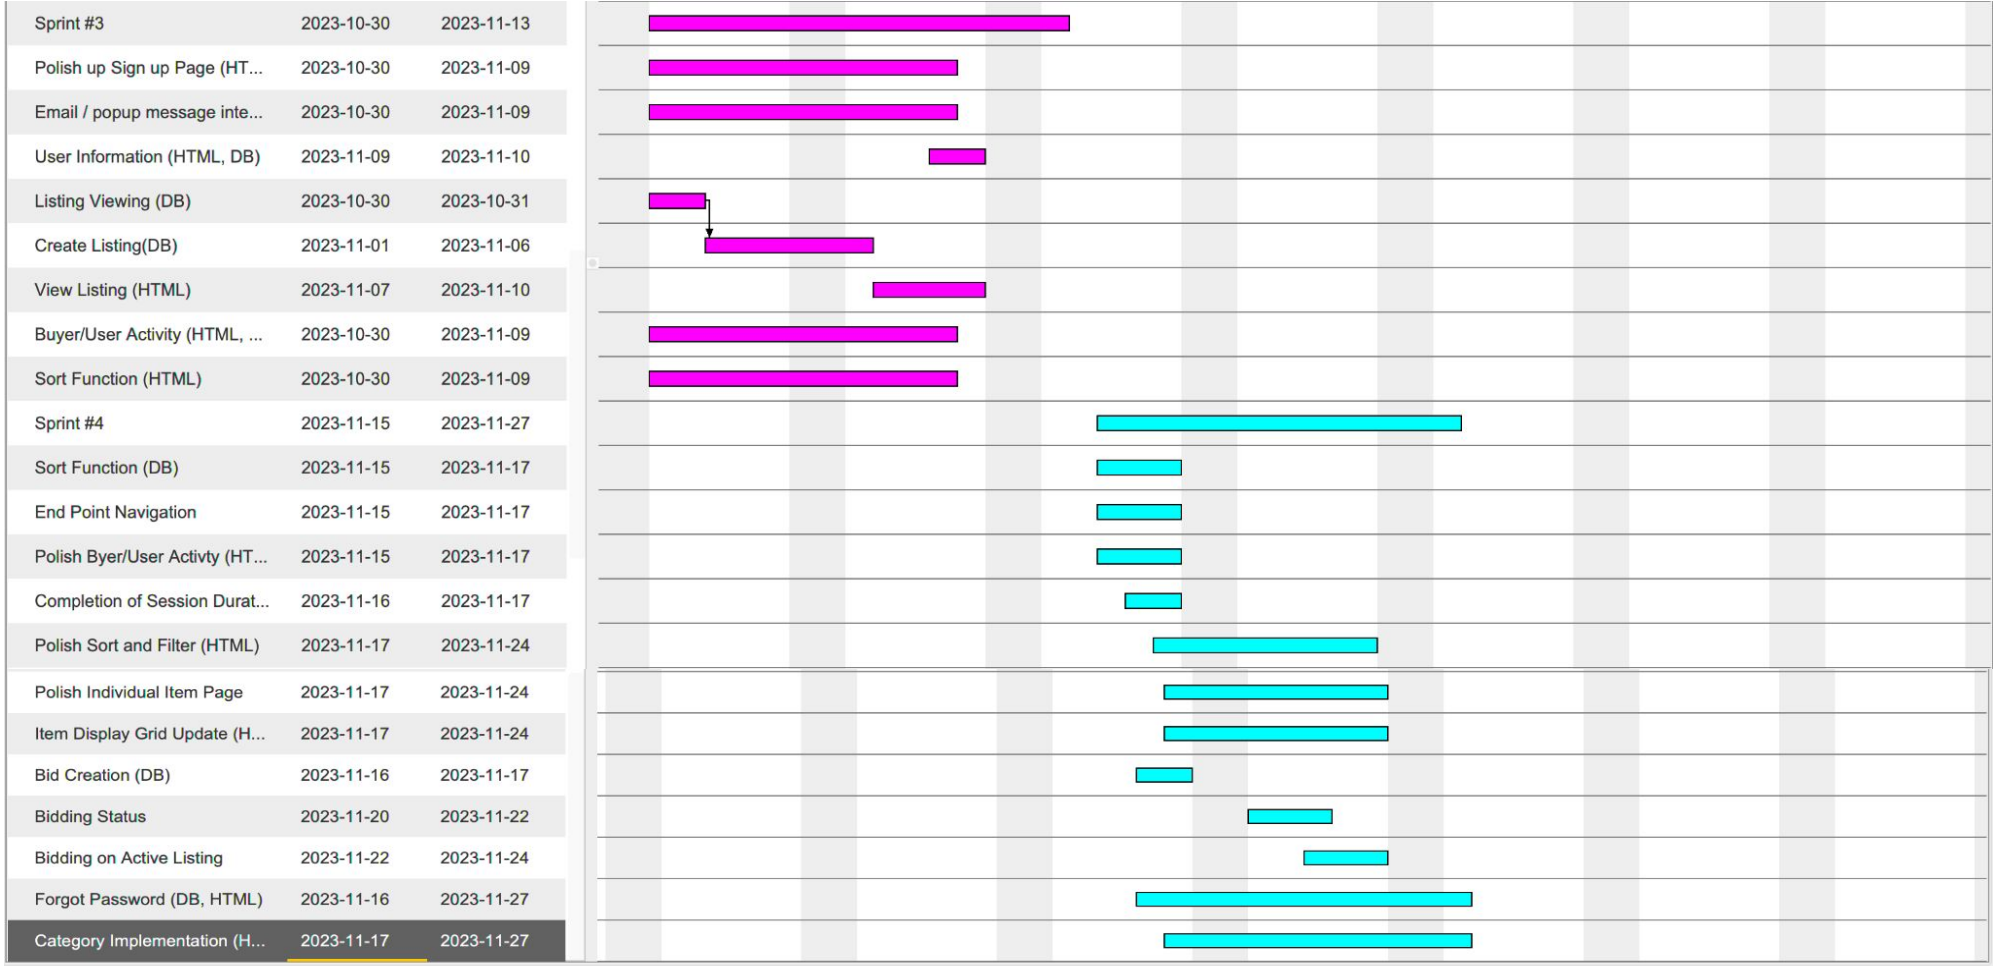 Sprint #3 2023-10-30 2023-11-13
Polish up Sign up Page (HT... 2023-10-30 2023-11-09
Email / popup message inte... 2023-10-30 2023-11-09
User Information (HTML, DB) 2023-11-09 2023-11-10
Listing Viewing (DB) 2023-10-30 2023-10-31
Create Listing(DB) 2023-11-01 2023-11-06
View Listing (HTML) 2023-11-07 2023-11-10
Buyer/User Activity (HTML, ... 2023-10-30 2023-11-09
Sort Function (HTML) 2023-10-30 2023-11-09
Sprint #4 2023-11-15 2023-11-27
Sort Function (DB) 2023-11-15 2023-11-17
End Point Navigation 2023-11-15 2023-11-17
Polish Byer/User Activty (HT... 2023-11-15 2023-11-17
Completion of Session Durat... 2023-11-16 2023-11-17
Polish Sort and Filter (HTML) 2023-11-17 2023-11-24
Polish Individual Item Page 2023-11-17 2023-11-24
Item Display Grid Update (H... 2023-11-17 2023-11-24
Bid Creation (DB) 2023-11-16 2023-11-17
Bidding Status 2023-11-20 2023-11-22
Bidding on Active Listing 2023-11-22 2023-11-24
Forgot Password (DB, HTML) 2023-11-16 2023-11-27
Category Implementation (H... 2023-11-17 2023-11-27